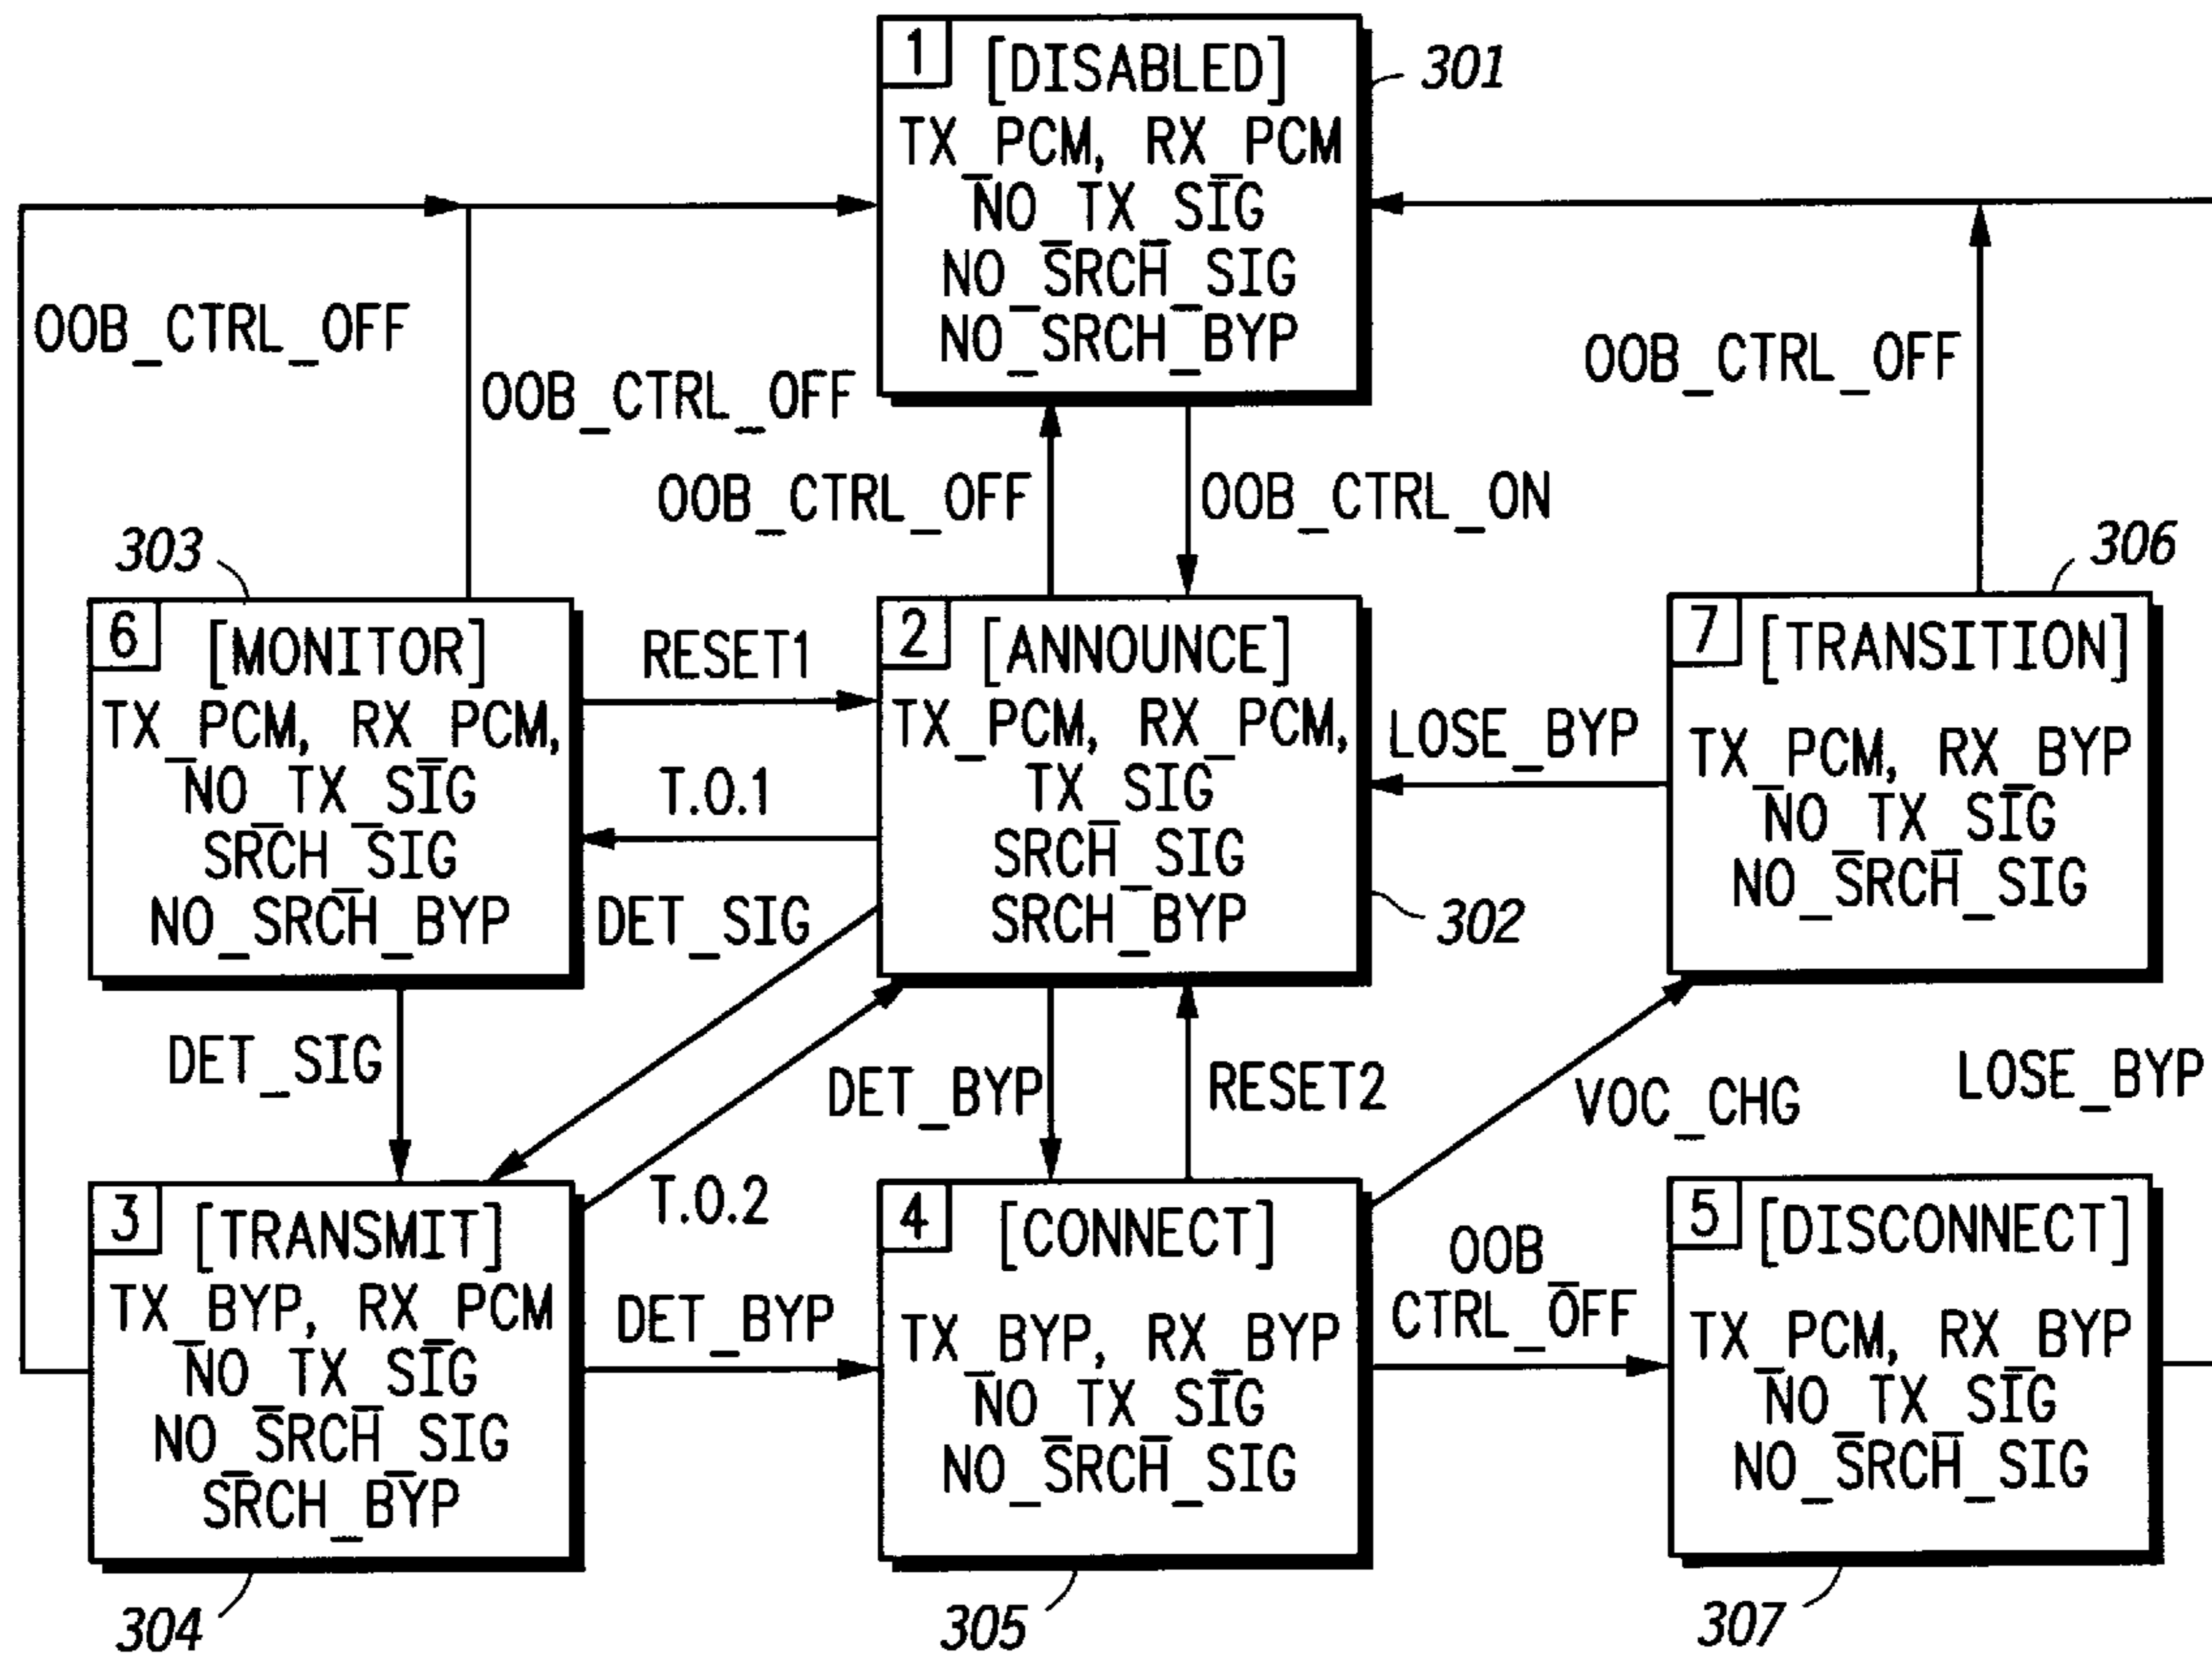 1 [DISABLED]
TX_PCM, RX_PCM
NO_TX_SIG
NO_SRCH_SIG
NO_SRCH_BYP
301
OOB_CTRL_OFF
OOB_CTRL_OFF
OOB_CTRL_OFF
OOB_CTRL_OFF
OOB_CTRL_ON
303
6 [MONITOR]
TX_PCM, RX_PCM,
NO_TX_SIG
SRCH_SIG
NO_SRCH_BYP
RESET1
T.O.1
DET_SIG
2 [ANNOUNCE]
TX_PCM, RX_PCM,
TX_SIG
SRCH_SIG
SRCH_BYP
302
LOSE_BYP
306
7 [TRANSITION]
TX_PCM, RX_BYP
NO_TX_SIG
NO_SRCH_SIG
DET_SIG
T.O.2
DET_BYP
RESET2
VOC_CHG
LOSE_BYP
3 [TRANSMIT]
TX_BYP, RX_PCM
NO_TX_SIG
NO_SRCH_SIG
SRCH_BYP
304
DET_BYP
4 [CONNECT]
TX_BYP, RX_BYP
NO_TX_SIG
NO_SRCH_SIG
305
OOB_
CTRL_OFF
5 [DISCONNECT]
TX_PCM, RX_BYP
NO_TX_SIG
NO_SRCH_SIG
307